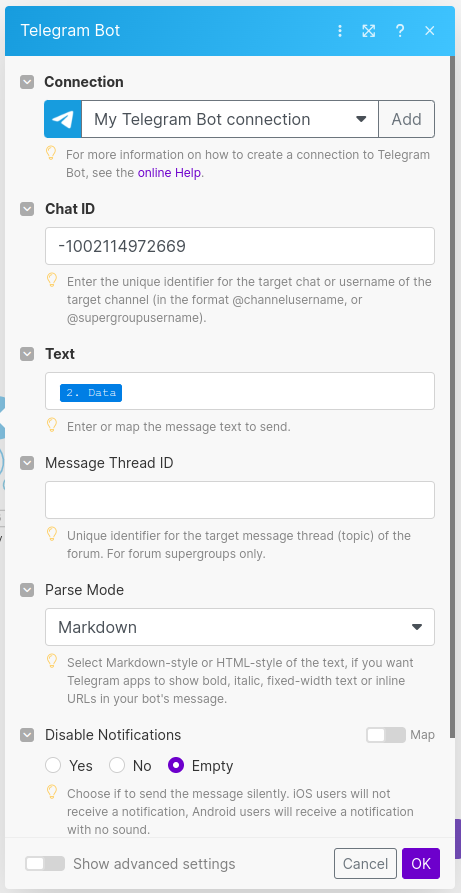 Telegram Bot
Connection
My Telegram Bot connection
Add
For more information on how to create a connection to Telegram
Bot, see the online Help.
Chat ID
-1002114972669
Enter the unique identifier for the target chat or username of the
target channel (in the format @channelusername, or
@supergroupusername).
Text
2. Data
Enter or map the message text to send.
Message Thread ID
Unique identifier for the target message thread (topic) of the
forum. For forum supergroups only.
Parse Mode
Markdown
Select Markdown-style or HTML-style of the text, if you want
Telegram apps to show bold, italic, fixed-width text or inline
URLs in your bot's message.
Disable Notifications
Map
Yes No Empty
Choose if to send the message silently. iOS users will not
receive a notification, Android users will receive a notification
with no sound.
Show advanced settings
Cancel
OK